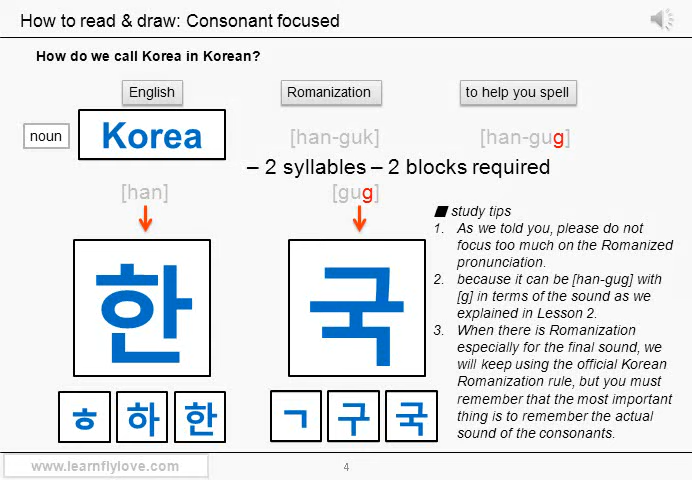 How to read & draw: Consonant focused
How do we call Korea in Korean?
English
Romanization
to help you spell
noun
Korea
[han-guk]
[han-gug]
– 2 syllables – 2 blocks required
[han]
[gug]
한
국
ㅎ
하
한
ㄱ
구
국
study tips
1. As we told you, please do not
focus too much on the Romanized
pronunciation.
2. because it can be [han-gug] with
[g] in terms of the sound as we
explained in Lesson 2.
3. When there is Romanization
especially for the final sound, we
will keep using the official Korean
Romanization rule, but you must
remember that the most important
thing is to remember the actual
sound of the consonants.
www.learnflylove.com
4